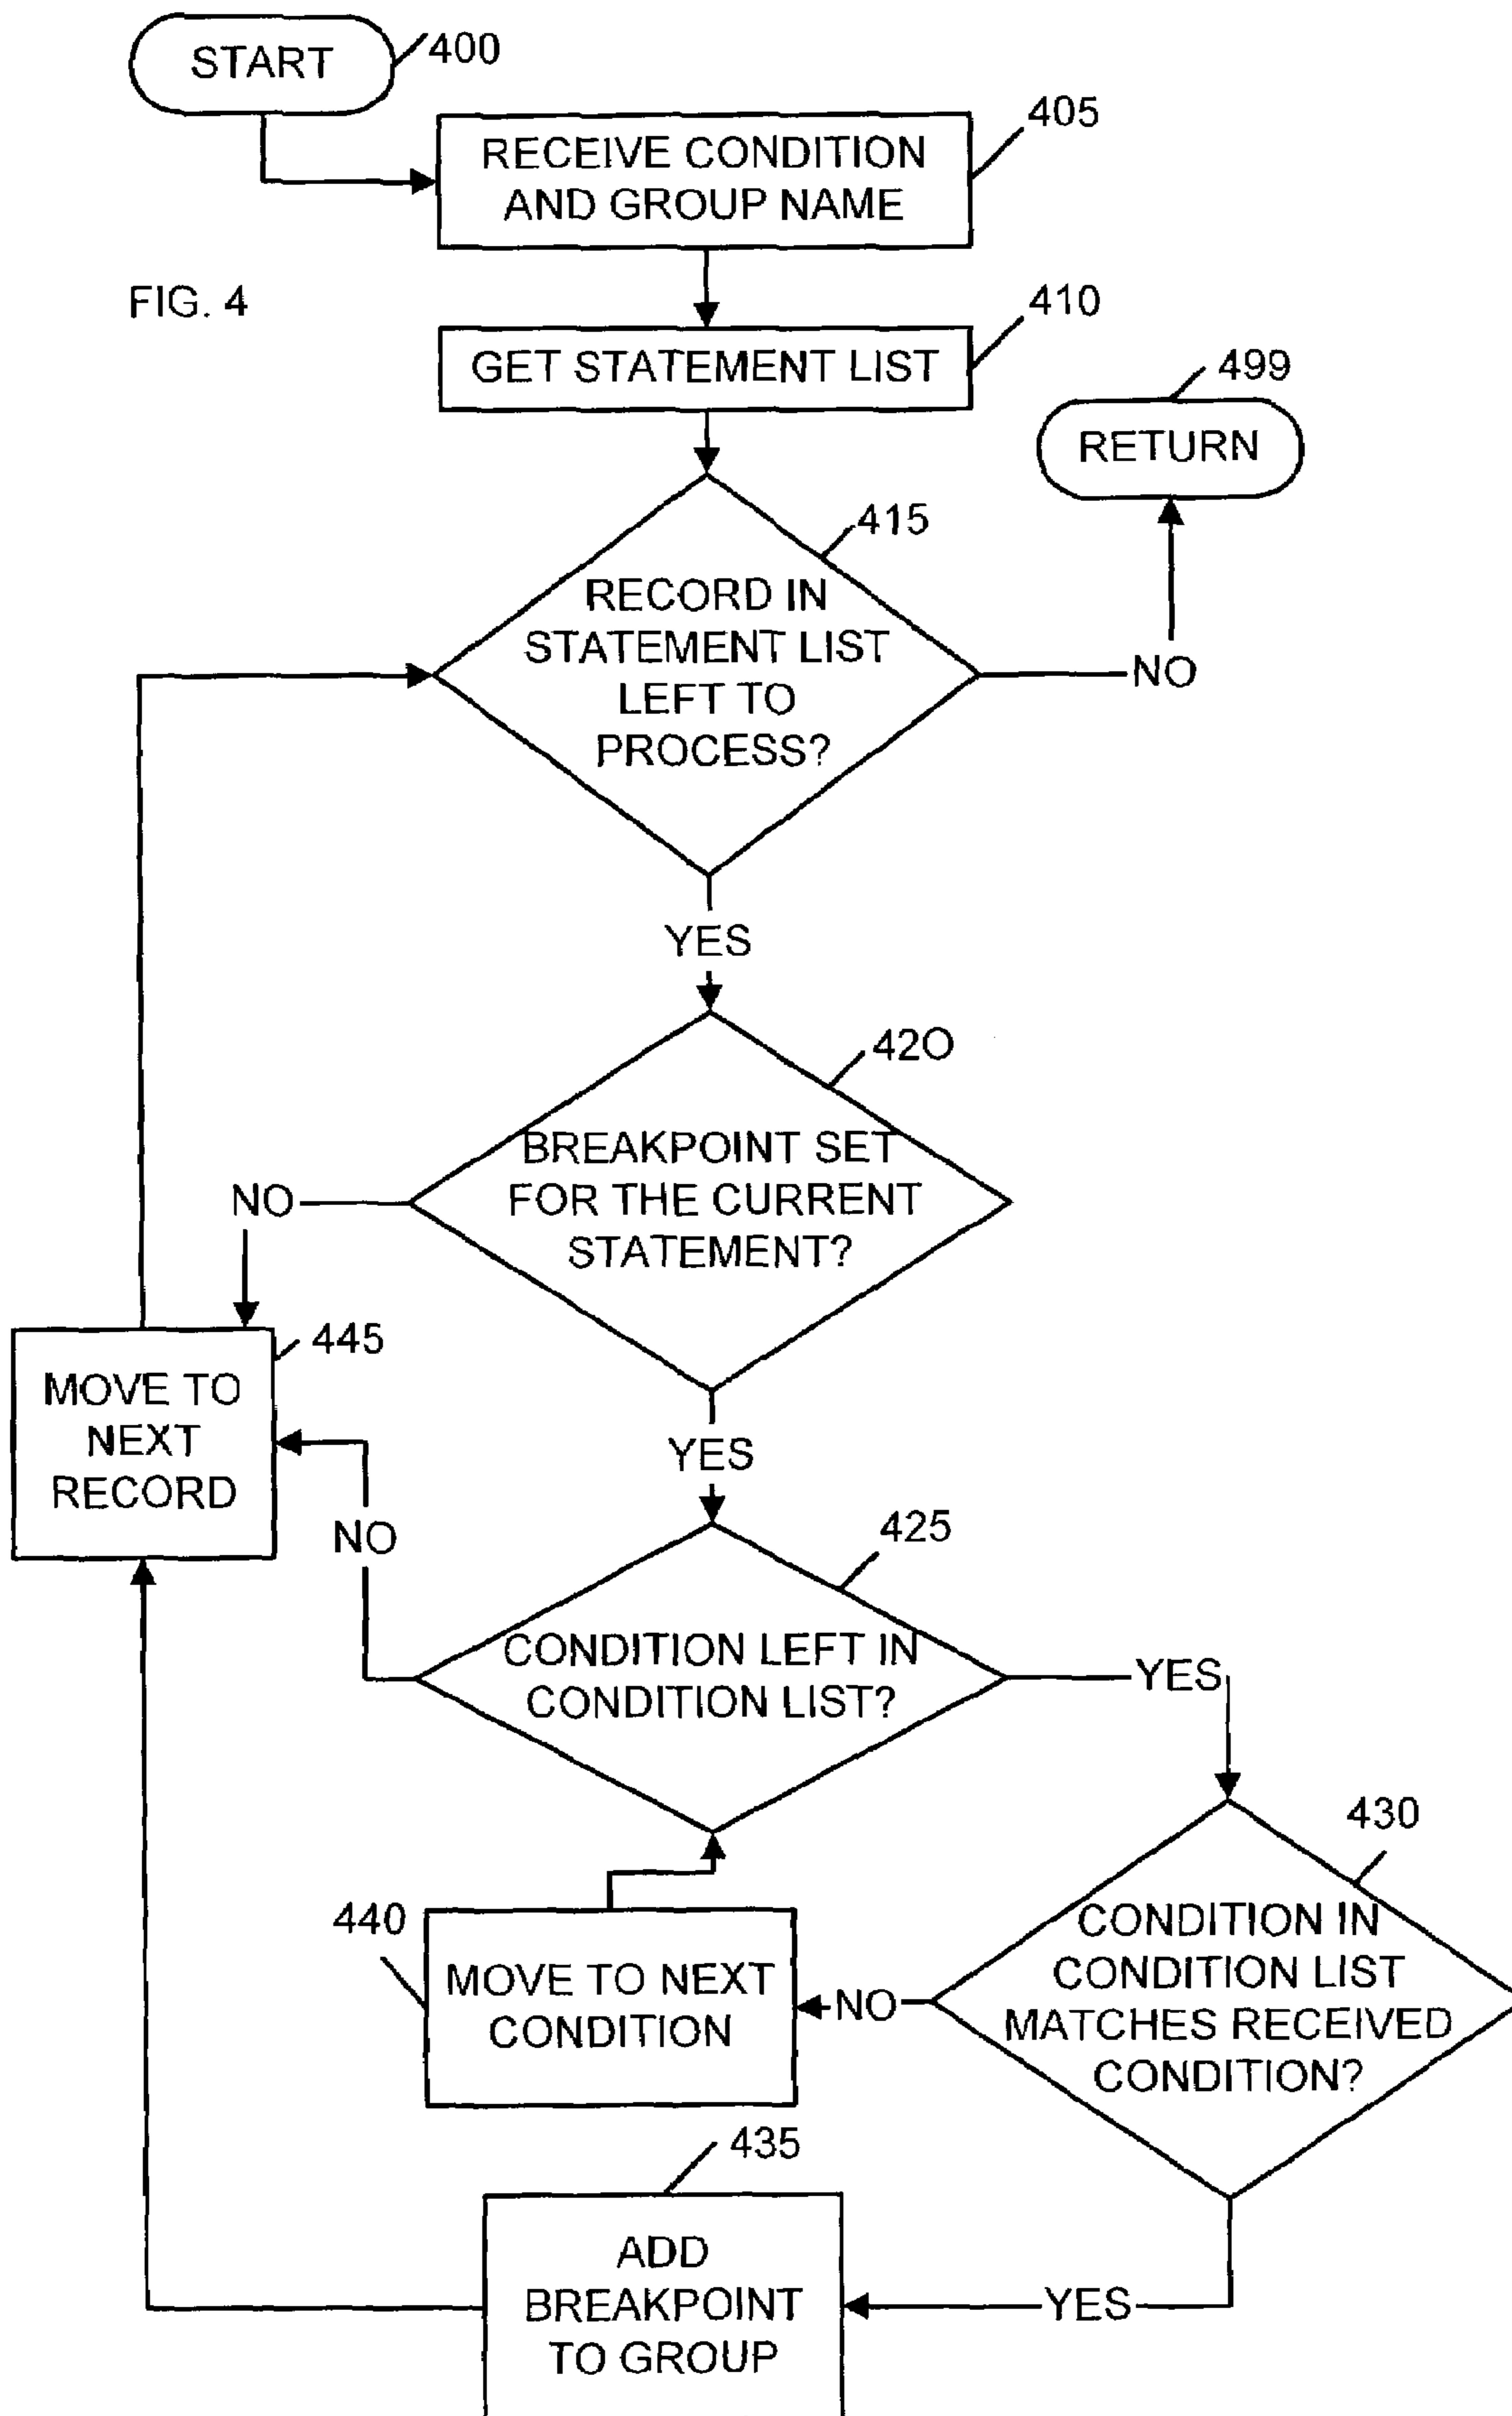 START
400
RECEIVE CONDITION
AND GROUP NAME
405
FIG. 4
GET STATEMENT LIST
410
RETURN
499
RECORD IN
STATEMENT LIST
LEFT TO
PROCESS?
415
NO
YES
BREAKPOINT SET
FOR THE CURRENT
STATEMENT?
420
NO
YES
MOVE TO
NEXT
RECORD
445
NO
CONDITION LEFT IN
CONDITION LIST?
425
YES
CONDITION IN
CONDITION LIST
MATCHES RECEIVED
CONDITION?
430
NO
MOVE TO NEXT
CONDITION
440
YES
ADD
BREAKPOINT
TO GROUP
435